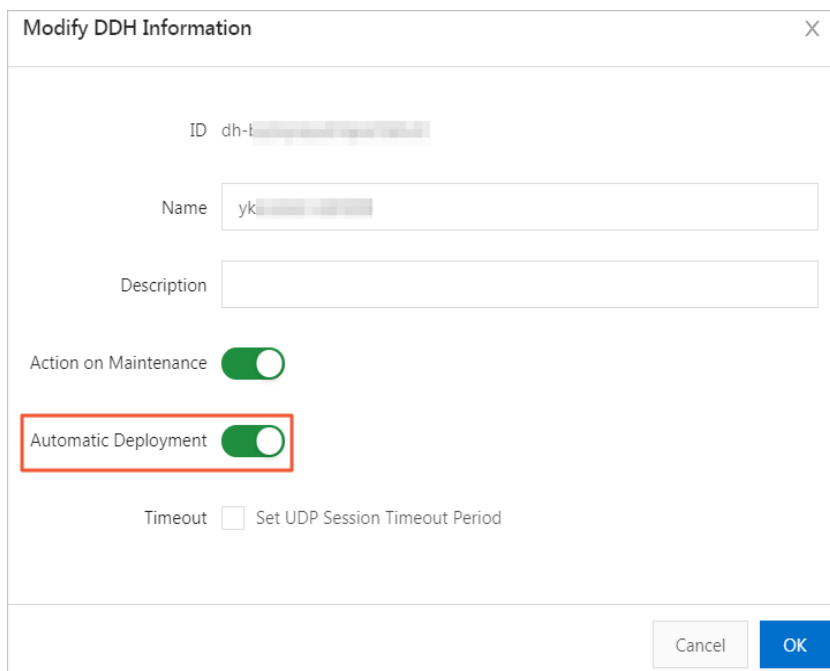 Modify DDH Information X
ID dh-
Name yk
Description
Action on Maintenance
Automatic Deployment
Timeout Set UDP Session Timeout Period
Cancel OK